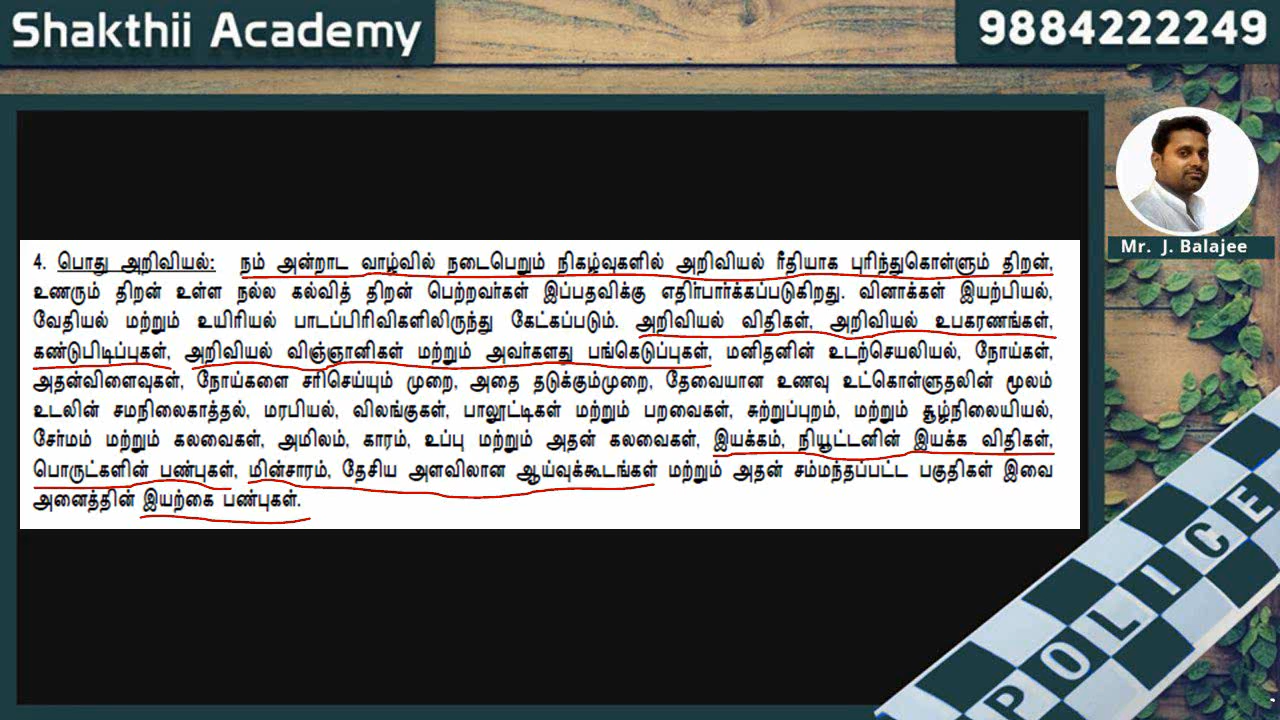 Shakthii Academy
9884222249
Mr. J. Balajee
4. பொது அறிவியல்: நம் அன்றாட வாழ்வில் நடைபெறும் நிகழ்வுகளில் அறிவியல் ரீதியாக புரிந்துகொள்ளும் திறன்,
உணரும் திறன் உள்ள நல்ல கல்வித் திறன் பெற்றவர்கள் இப்பதவிக்கு எதிர்பார்க்கப்படுகிறது. வினாக்கள் இயற்பியல்,
வேதியல் மற்றும் உயிரியல் பாடப்பிரிவிகளிலிருந்து கேட்கப்படும். அறிவியல் விதிகள், அறிவியல் உபகரணங்கள்,
கண்டுபிடிப்புகள், அறிவியல் விஞ்ஞானிகள் மற்றும் அவர்களது பங்கெடுப்புகள், மனிதனின் உடற்செயலியல், நோய்கள்,
அதன்விளைவுகள், நோய்களை சரிசெய்யும் முறை, அதை தடுக்கும்முறை, தேவையான உணவு உட்கொள்ளுதலின் மூலம்
உடலின் சமநிலைகாத்தல், மரபியல், விலங்குகள், பாலூட்டிகள் மற்றும் பறவைகள், சுற்றுப்புறம், மற்றும் சூழ்நிலையியல்,
சேர்மம் மற்றும் கலவைகள், அமிலம், காரம், உப்பு மற்றும் அதன் கலவைகள், இயக்கம், நியூட்டனின் இயக்க விதிகள்,
பொருட்களின் பண்புகள், மின்சாரம், தேசிய அளவிலான ஆய்வுக்கூடங்கள் மற்றும் அதன் சம்மந்தப்பட்ட பகுதிகள் இவை
அனைத்தின் இயற்கை பண்புகள்.
POLICE